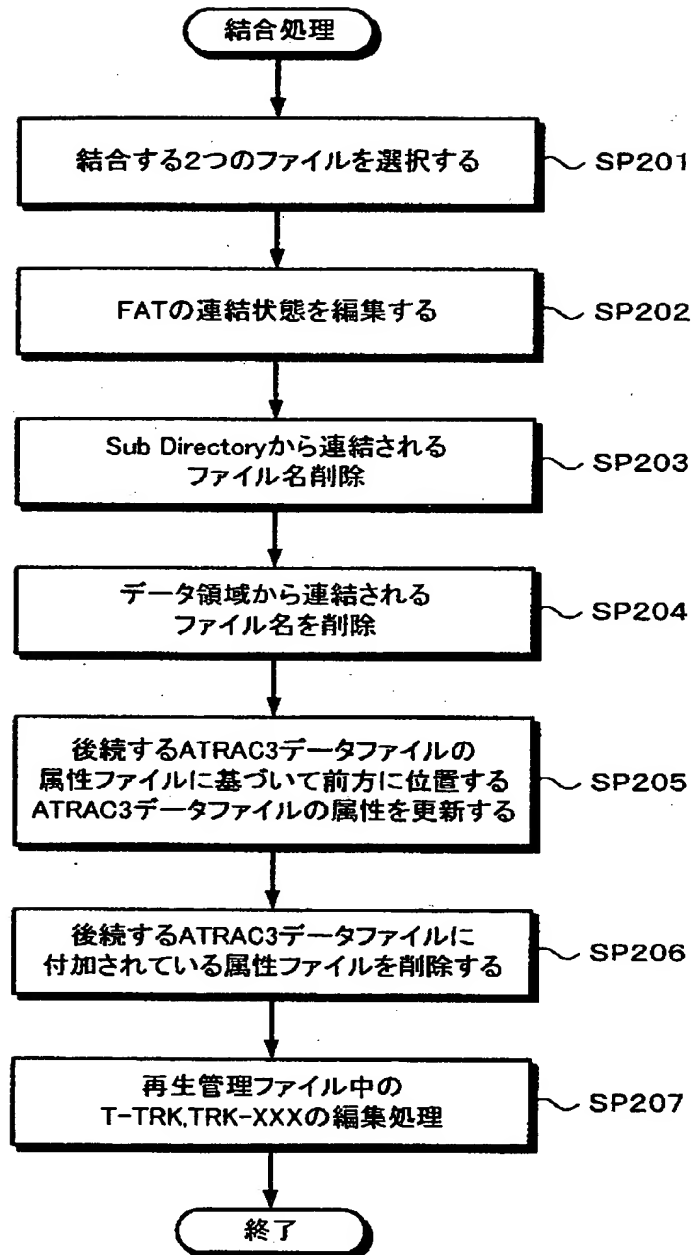 結合処理
結合する2つのファイルを選択する
SP201
FATの連結状態を編集する
SP202
Sub Directoryから連結される
ファイル名削除
SP203
データ領域から連結される
ファイル名を削除
SP204
後続するATRAC3データファイルの
属性ファイルに基づいて前方に位置する
ATRAC3データファイルの属性を更新する
SP205
後続するATRAC3データファイルに
付加されている属性ファイルを削除する
SP206
再生管理ファイル中の
T-TRK,TRK-XXXの編集処理
SP207
終了